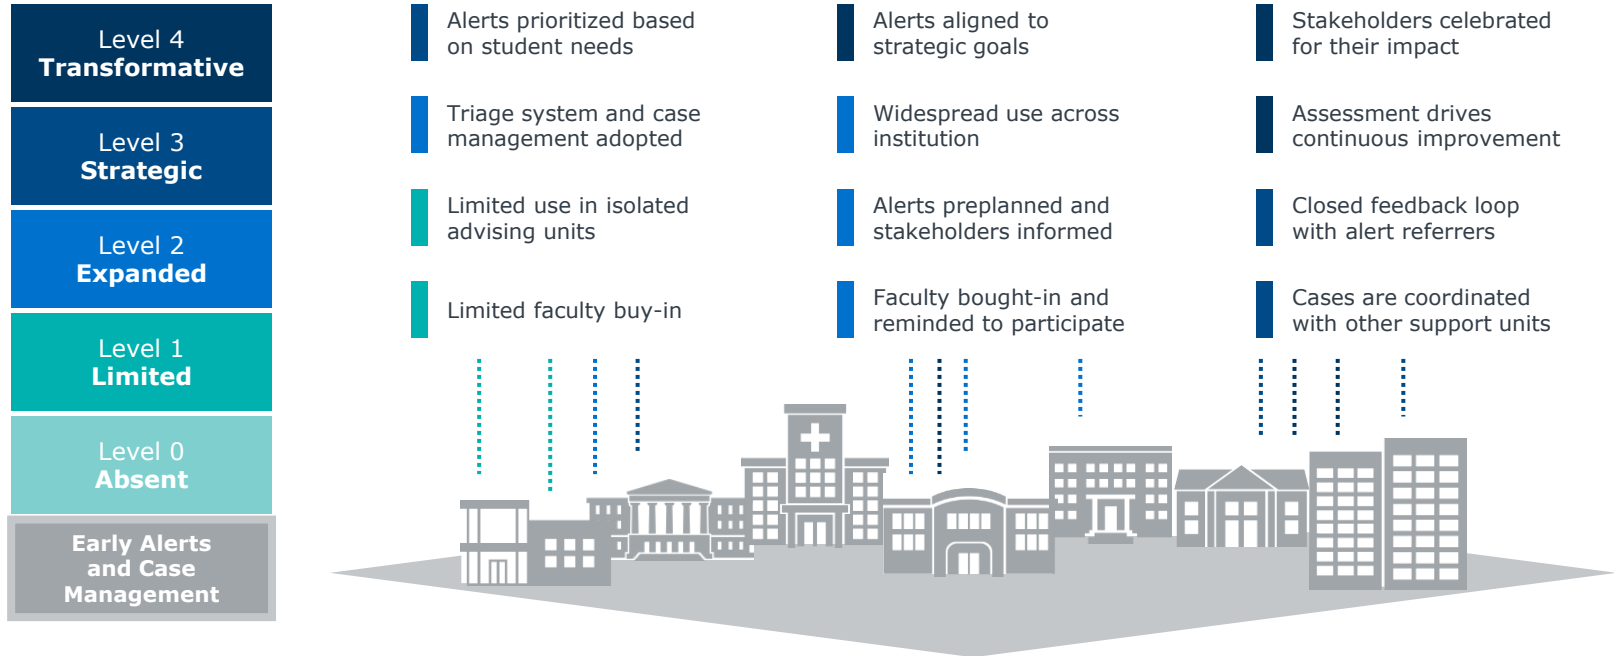 Level 4
Transformative
Level 3
Strategic
Level 2
Expanded
Level 1
Limited
Level 0
Absent
Early Alerts
and Case
Management
Alerts prioritized based
on student needs
Triage system and case
management adopted
Limited use in isolated
advising units
Limited faculty buy-in
Alerts aligned to
strategic goals
Widespread use across
institution
Alerts preplanned and
stakeholders informed
Faculty bought-in and
reminded to participate
Stakeholders celebrated
for their impact
Assessment drives
continuous improvement
Closed feedback loop
with alert referrers
Cases are coordinated
with other support units